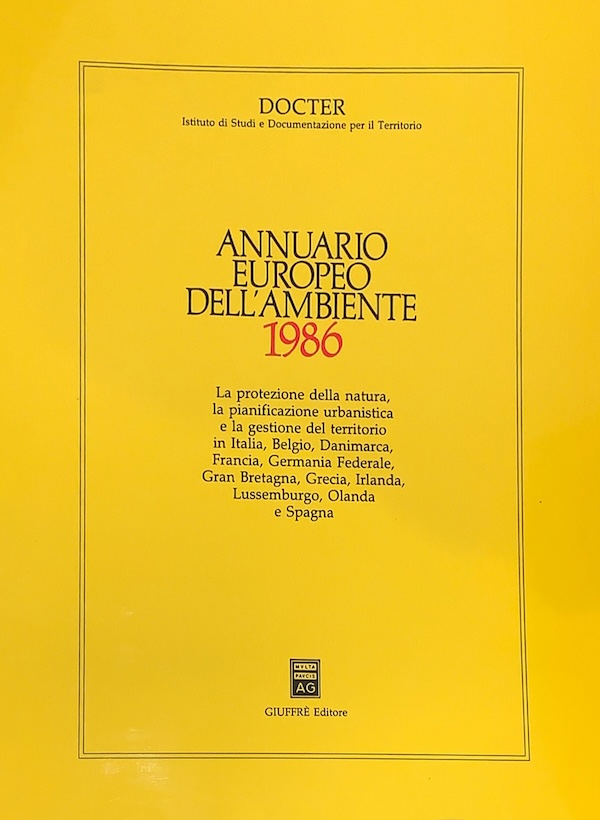 DOCTER
Istituto di Studi e Documentazione per il Territorio
ANNUARIO
EUROPEO
DELL'AMBIENTE
1986
La protezione della natura,
la pianificazione urbanistica
e la gestione del territorio
in Italia, Belgio, Danimarca,
Francia, Germania Federale,
Gran Bretagna, Grecia, Irlanda,
Lussemburgo, Olanda
e Spagna
MVLTA
PAVCIS
AG
GIUFFRÈ Editore